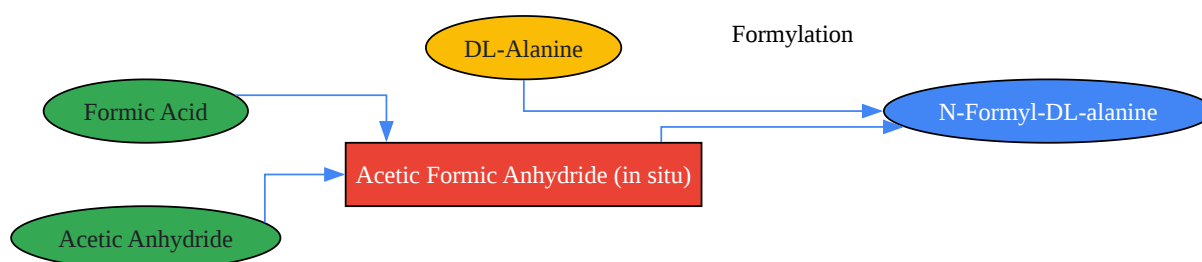 Formylation
DL-Alanine
Formic Acid
N-Formyl-DL-alanine
Acetic Formic Anhydride (in situ)
Acetic Anhydride